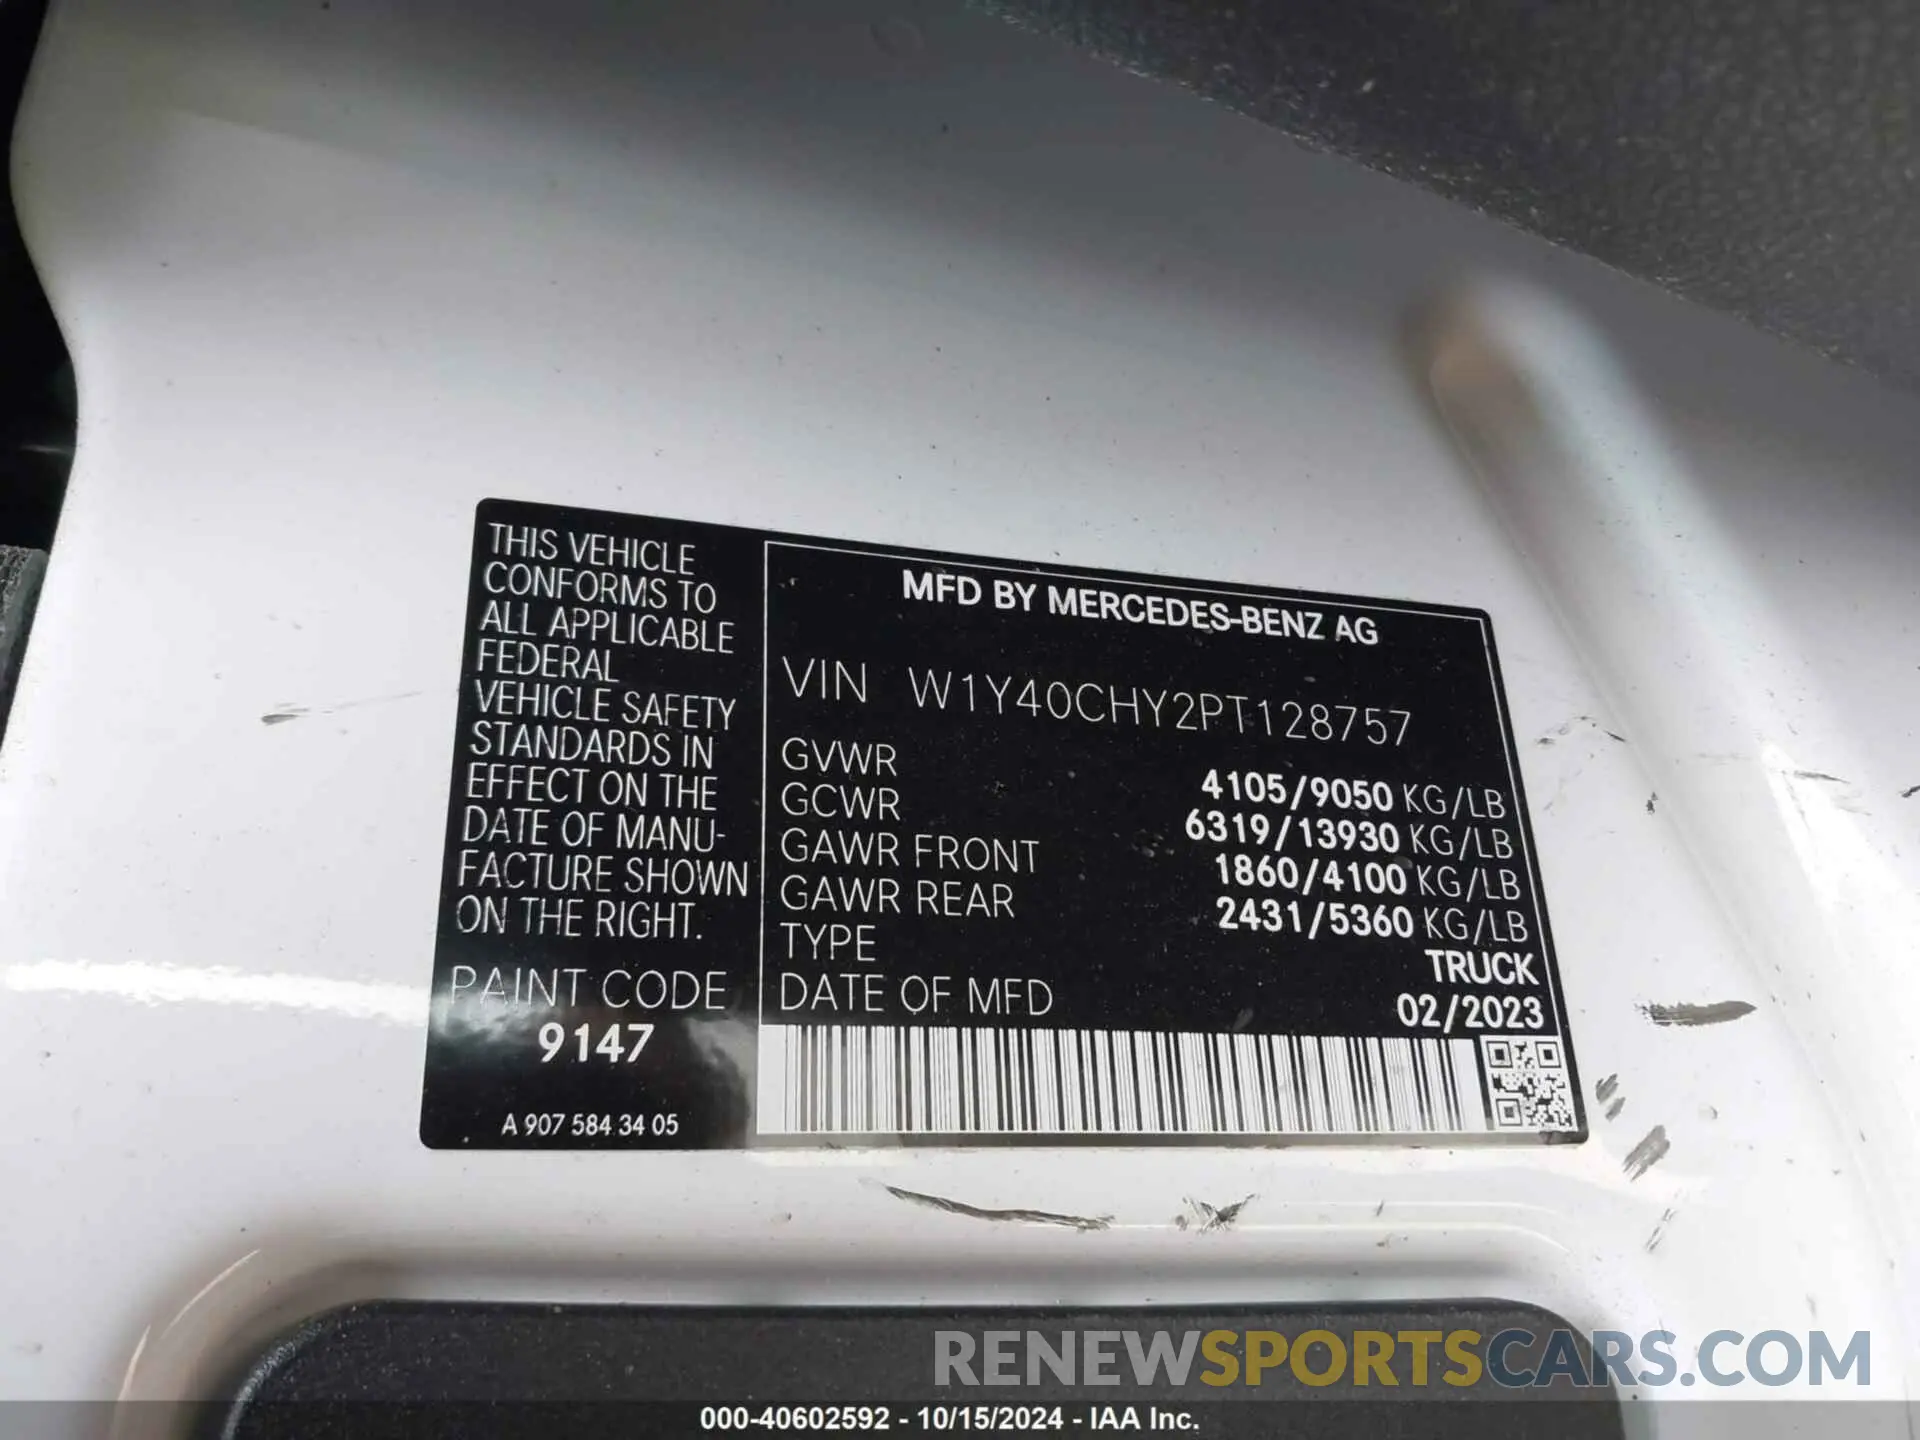 THIS VEHICLE
CONFORMS TO
ALL APPLICABLE
FEDERAL
VEHICLE SAFETY
STANDARDS IN
EFFECT ON THE
DATE OF MANU-
FACTURE SHOWN
ON THE RIGHT.
PAINT CODE
9147
A 907 584 34 05
MFD BY MERCEDES-BENZ AG
VIN W1Y40CHY2PT128757
GVWR 4105/9050 KG/LB
GCWR 6319/13930 KG/LB
GAWR FRONT 1860/4100 KG/LB
GAWR REAR 2431/5360 KG/LB
TYPE TRUCK
DATE OF MFD 02/2023
RENEWSPORTSCARS.COM
000-40602592 - 10/15/2024 - IAA Inc.